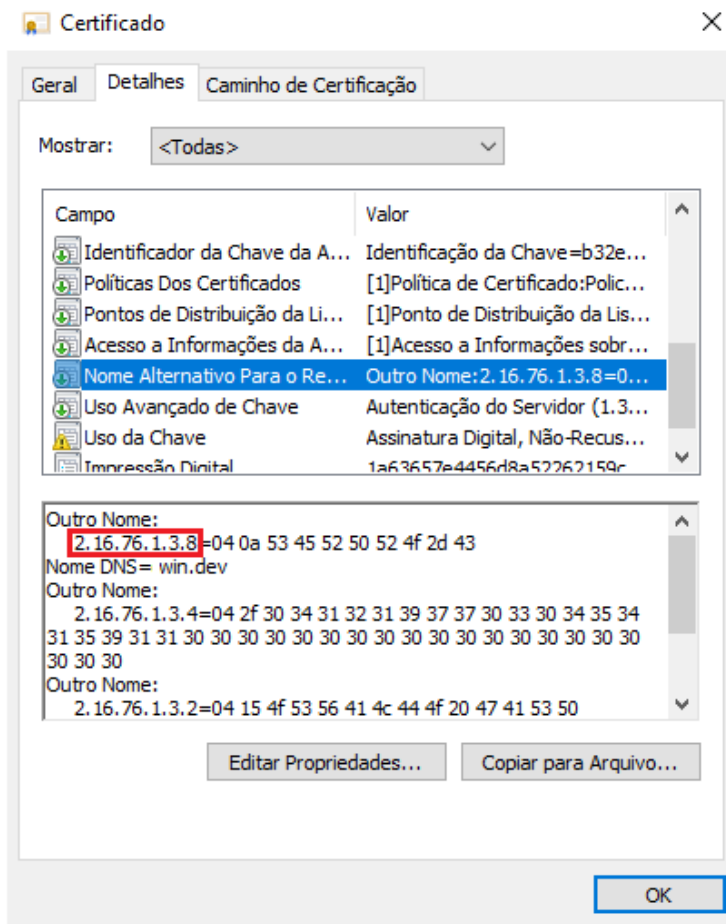 Certificado
Geral Detalhes Caminho de Certificação
Mostrar: <Todas>
Campo Valor
Identificador da Chave da A... Identificação da Chave=b32e...
Políticas Dos Certificados [1]Política de Certificado:Polic...
Pontos de Distribuição da Li... [1]Ponto de Distribuição da Lis...
Acesso a Informações da A... [1]Acesso a Informações sobr...
Nome Alternativo Para o Re... Outro Nome:2.16.76.1.3.8=0...
Uso Avançado de Chave Autenticação do Servidor (1.3...
Uso da Chave Assinatura Digital, Não-Recus...
Impressão Digital 1a63657e4456d8a52262159c
Outro Nome:
2.16.76.1.3.8=04 0a 53 45 52 50 52 4f 2d 43
Nome DNS= win.dev
Outro Nome:
2.16.76.1.3.4=04 2f 30 34 31 32 31 39 37 37 30 33 30 34 35 34
31 35 39 31 31 30 30 30 30 30 30 30 30 30 30 30 30 30 30 30 30
30 30 30
Outro Nome:
2.16.76.1.3.2=04 15 4f 53 56 41 4c 44 4f 20 47 41 53 50
Editar Propriedades... Copiar para Arquivo...
OK